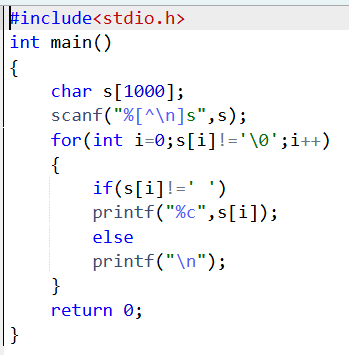 #include<stdio.h>
int main()
{
    char s[1000];
    scanf("%[^\n]s",s);
    for(int i=0;s[i]!='\0';i++)
    {
        if(s[i]!=' ')
        printf("%c",s[i]);
        else
        printf("\n");
    }
    return 0;
}